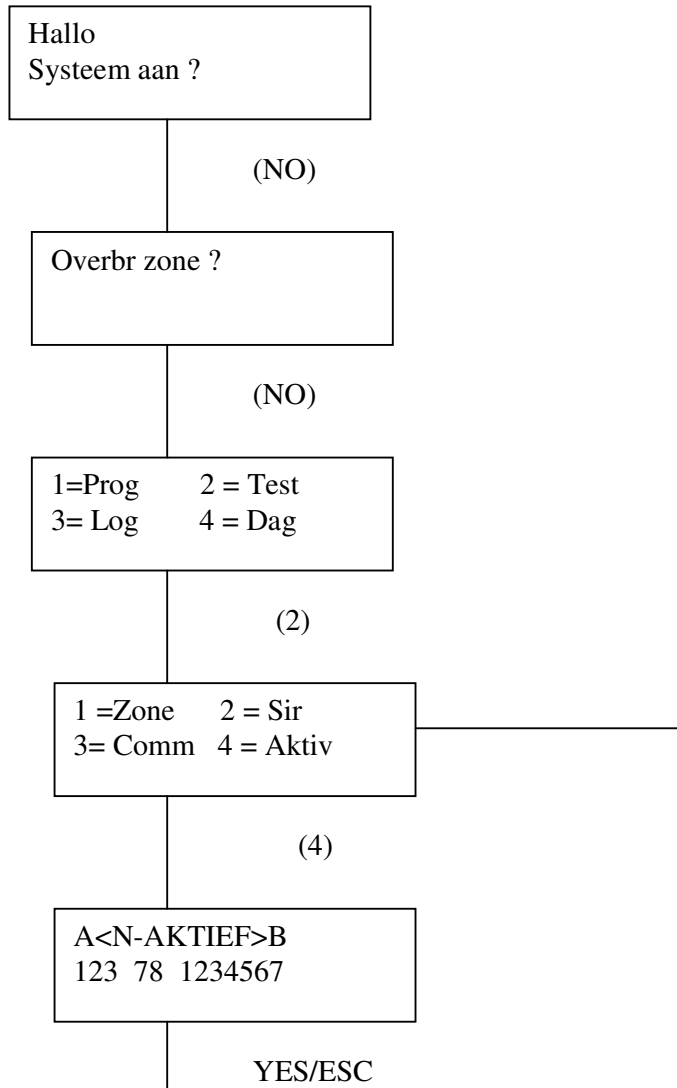 Hallo
Systeem aan ?
(NO)
Overbr zone ?
(NO)
1=Prog 2 = Test
3= Log 4 = Dag
(2)
1 =Zone 2 = Sir
3= Comm 4 = Aktiv
(4)
A<N-AKTIEF>B
123 78 1234567
YES/ESC